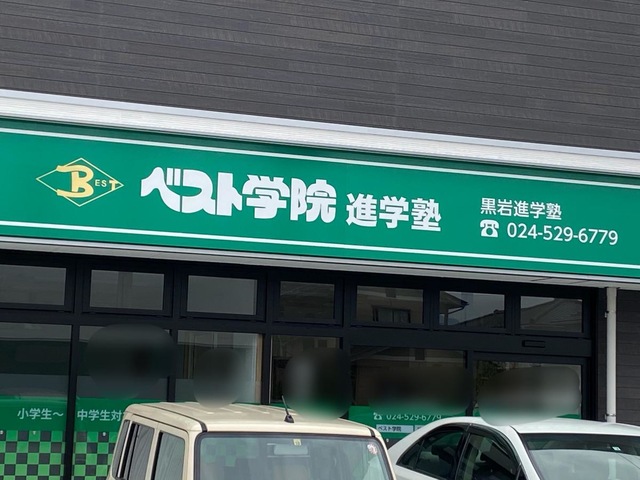 BEST
ベスト学院 進学塾
黒岩進学塾
☎ 024-529-6779
小学生～ 中学生対
☎ 024-529-6779
ベスト学院